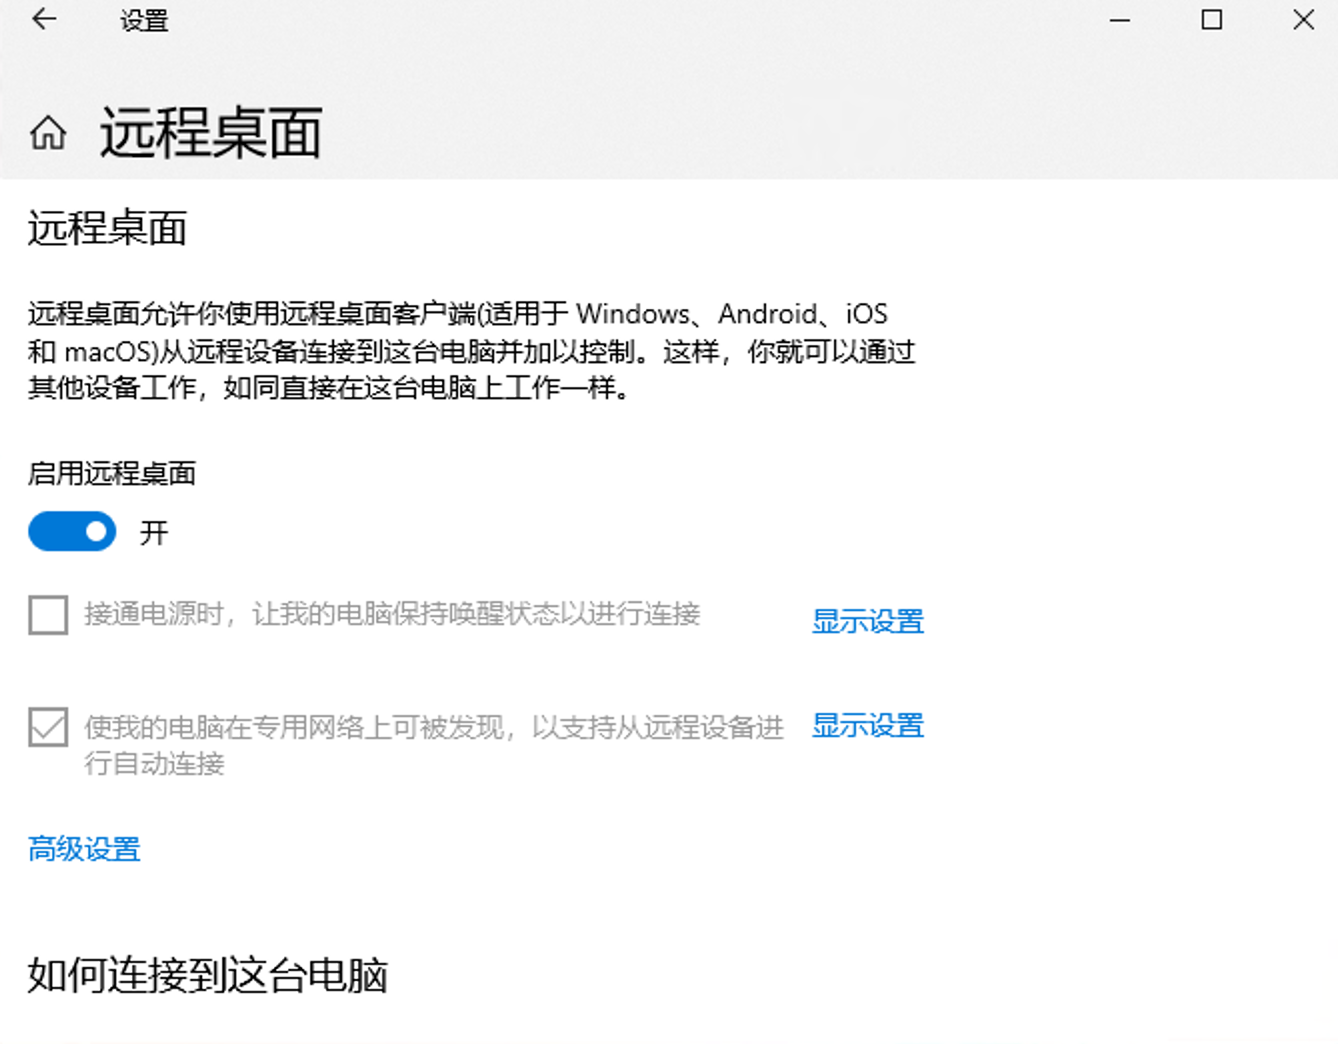 设置
远程桌面
远程桌面
远程桌面允许你使用远程桌面客户端(适用于 Windows、Android、iOS
和 macOS)从远程设备连接到这台电脑并加以控制。这样，你就可以通过
其他设备工作，如同直接在这台电脑上工作一样。
启用远程桌面
开
接通电源时，让我的电脑保持唤醒状态以进行连接
显示设置
使我的电脑在专用网络上可被发现，以支持从远程设备进
行自动连接
显示设置
高级设置
如何连接到这台电脑